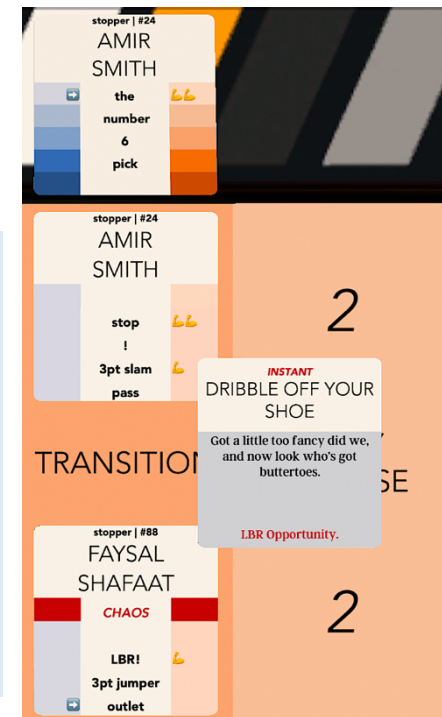 stopper | #24
AMIR
SMITH
the
number
6
pick
stopper | #24
AMIR
SMITH
stop
!
3pt slam
pass
2
INSTANT
DRIBBLE OFF YOUR
SHOE
Got a little too fancy did we,
and now look who's got
buttertoes.
LBR Opportunity.
TRANSITION
SE
stopper | #88
FAYSAL
SHAFAAT
CHAOS
LBR!
3pt jumper
outlet
2